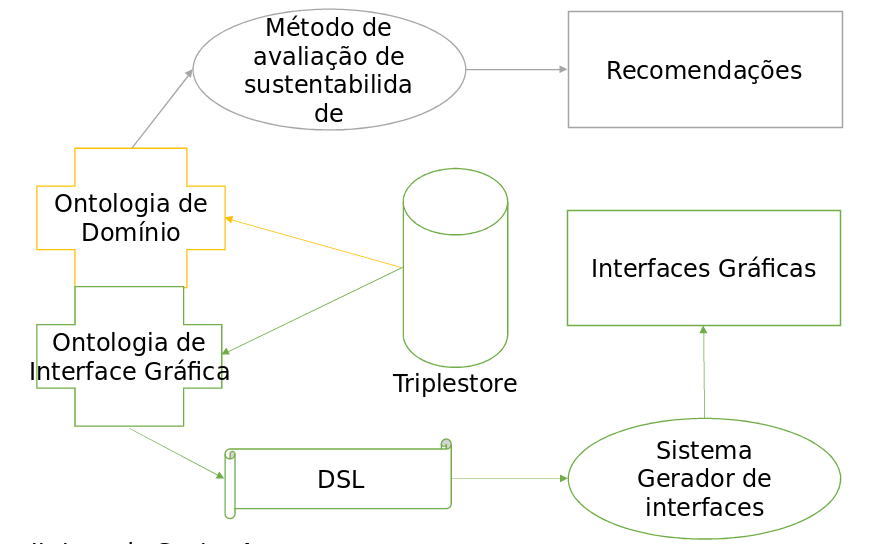 Método de
avaliação de
sustentabilida
de
Recomendações
Ontologia de
Domínio
Interfaces Gráficas
Ontologia de
Interface Gráfica
Triplestore
DSL
Sistema
Gerador de
interfaces